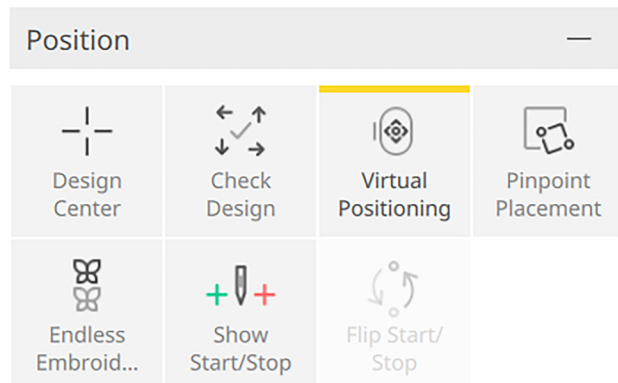 Position
Design
Center
Check
Design
Virtual
Positioning
Pinpoint
Placement
Endless
Embroid...
Show
Start/Stop
Flip Start/
Stop